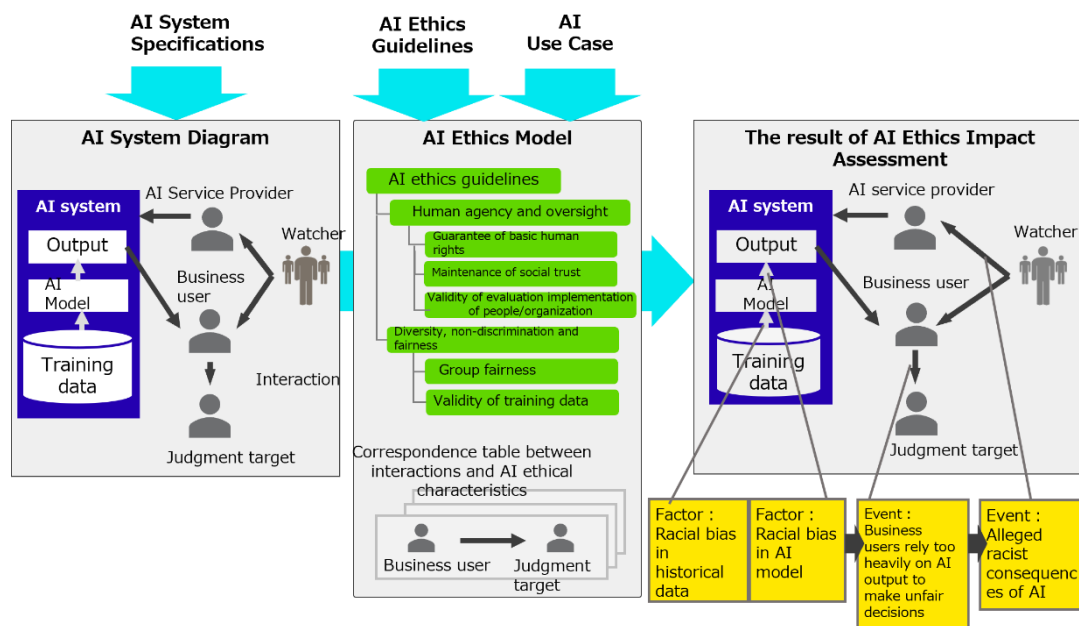 AI System
Specifications
AI Ethics
Guidelines
AI
Use Case
AI System Diagram
AI Service Provider
AI system
Output
AI
Model
Training
data
Watcher
Business
user
Interaction
Judgment target
AI Ethics Model
AI ethics guidelines
Human agency and oversight
Guarantee of basic human
rights
Maintenance of social trust
Validity of evaluation implementation
of people/organization
Diversity, non-discrimination and
fairness
Group fairness
Validity of training data
Correspondence table between
interactions and AI ethical
characteristics
Business user
Judgment
target
The result of AI Ethics Impact
Assessment
AI service provider
AI system
Output
AI
Model
Training
data
Watcher
Business user
Judgment target
Factor :
Racial bias
in
historical
data
Factor :
Racial bias
in AI
model
Event :
Business
users rely too
heavily on AI
output to
make unfair
decisions
Event :
Alleged
racist
consequenc
es of AI